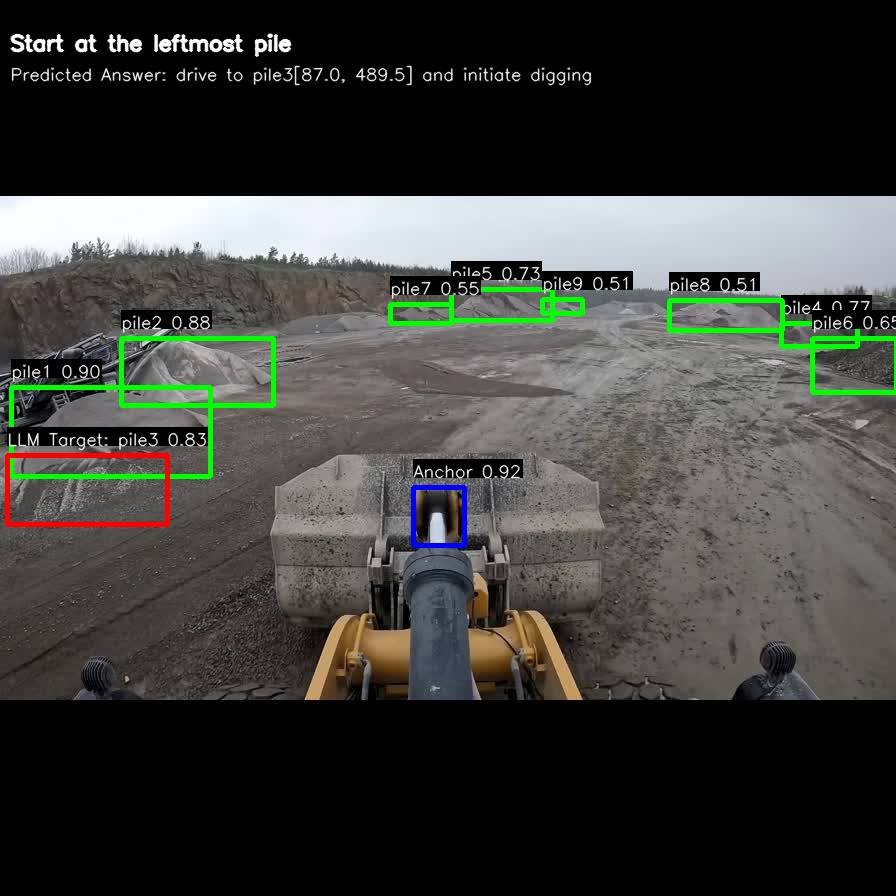 Start at the leftmost pile
Predicted Answer: drive to pile3[87.0, 489.5] and initiate digging
pile5 0.73
pile7 0.55
pile9 0.51
pile8 0.51
pile4 0.77
pile2 0.88
pile6 0.65
pile1 0.90
LLM Target: pile3 0.83
Anchor 0.92